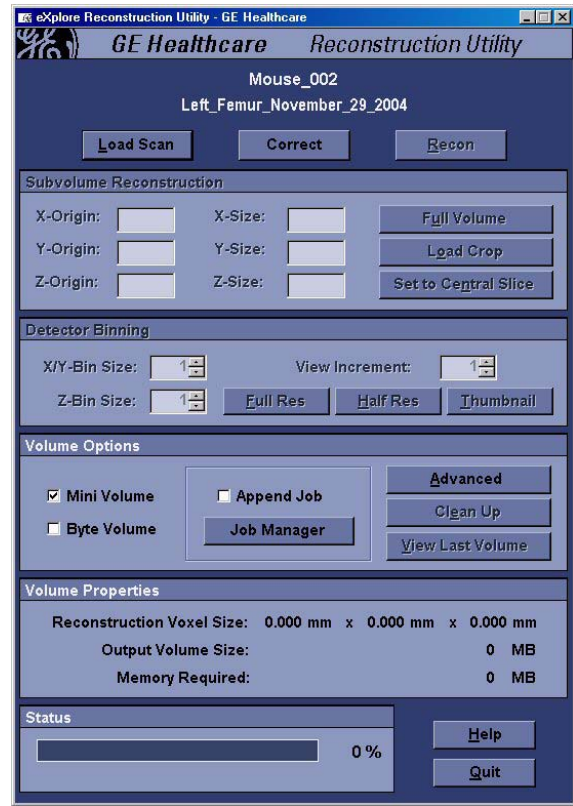 eXplore Reconstruction Utility - GE Healthcare
GE Healthcare Reconstruction Utility
Mouse_002
Left_Femur_November_29_2004
Load Scan Correct Recon
Subvolume Reconstruction
X-Origin: X-Size: Full Volume
Y-Origin: Y-Size: Load Crop
Z-Origin: Z-Size: Set to Central Slice
Detector Binning
X/Y-Bin Size: 1 View Increment: 1
Z-Bin Size: 1 Full Res Half Res Thumbnail
Volume Options
Advanced
Mini Volume Append Job
Clean Up
Byte Volume Job Manager
View Last Volume
Volume Properties
Reconstruction Voxel Size: 0.000 mm x 0.000 mm x 0.000 mm
Output Volume Size: 0 MB
Memory Required: 0 MB
Status
0 %
Help
Quit